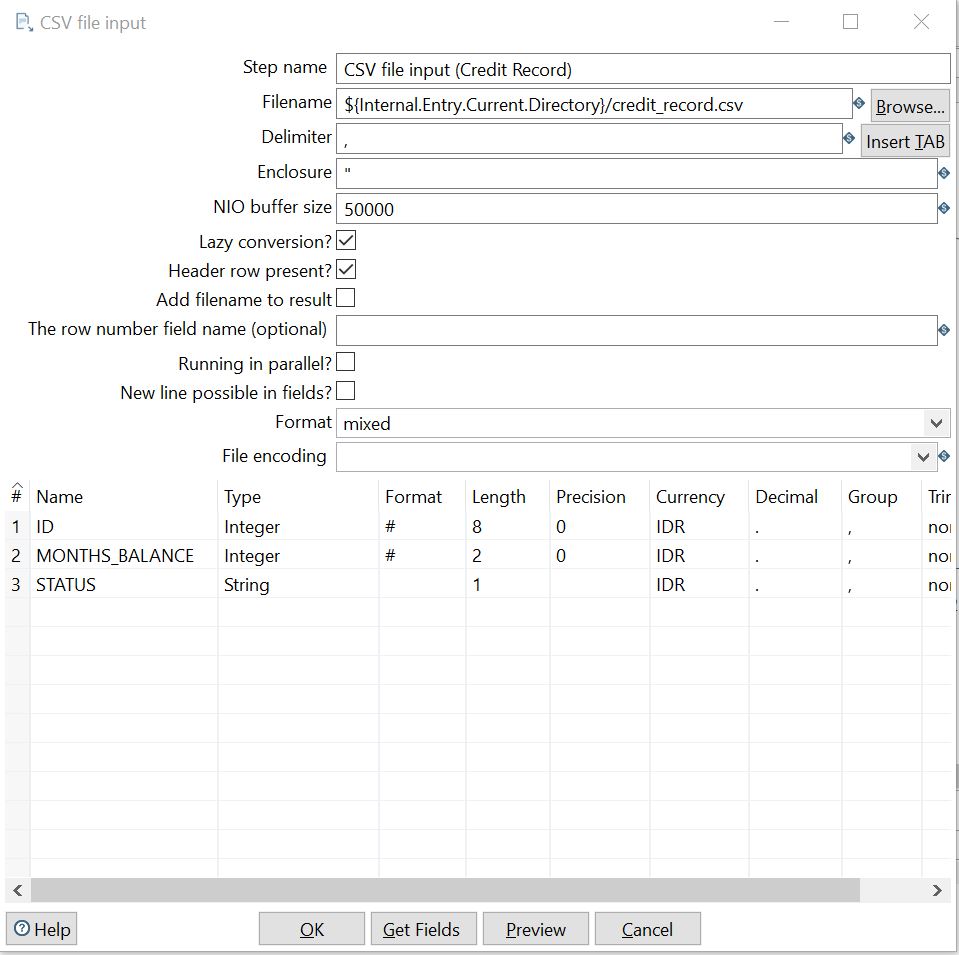 CSV file input
Step name CSV file input (Credit Record)
Filename ${Internal.Entry.Current.Directory}/credit_record.csv Browse...
Delimiter , Insert TAB
Enclosure "
NIO buffer size 50000
Lazy conversion?
Header row present?
Add filename to result
The row number field name (optional)
Running in parallel?
New line possible in fields?
Format mixed
File encoding
# Name Type Format Length Precision Currency Decimal Group
1 ID Integer # 8 0 IDR . ,
2 MONTHS_BALANCE Integer # 2 0 IDR . ,
3 STATUS String 1 IDR . ,
Help OK Get Fields Preview Cancel